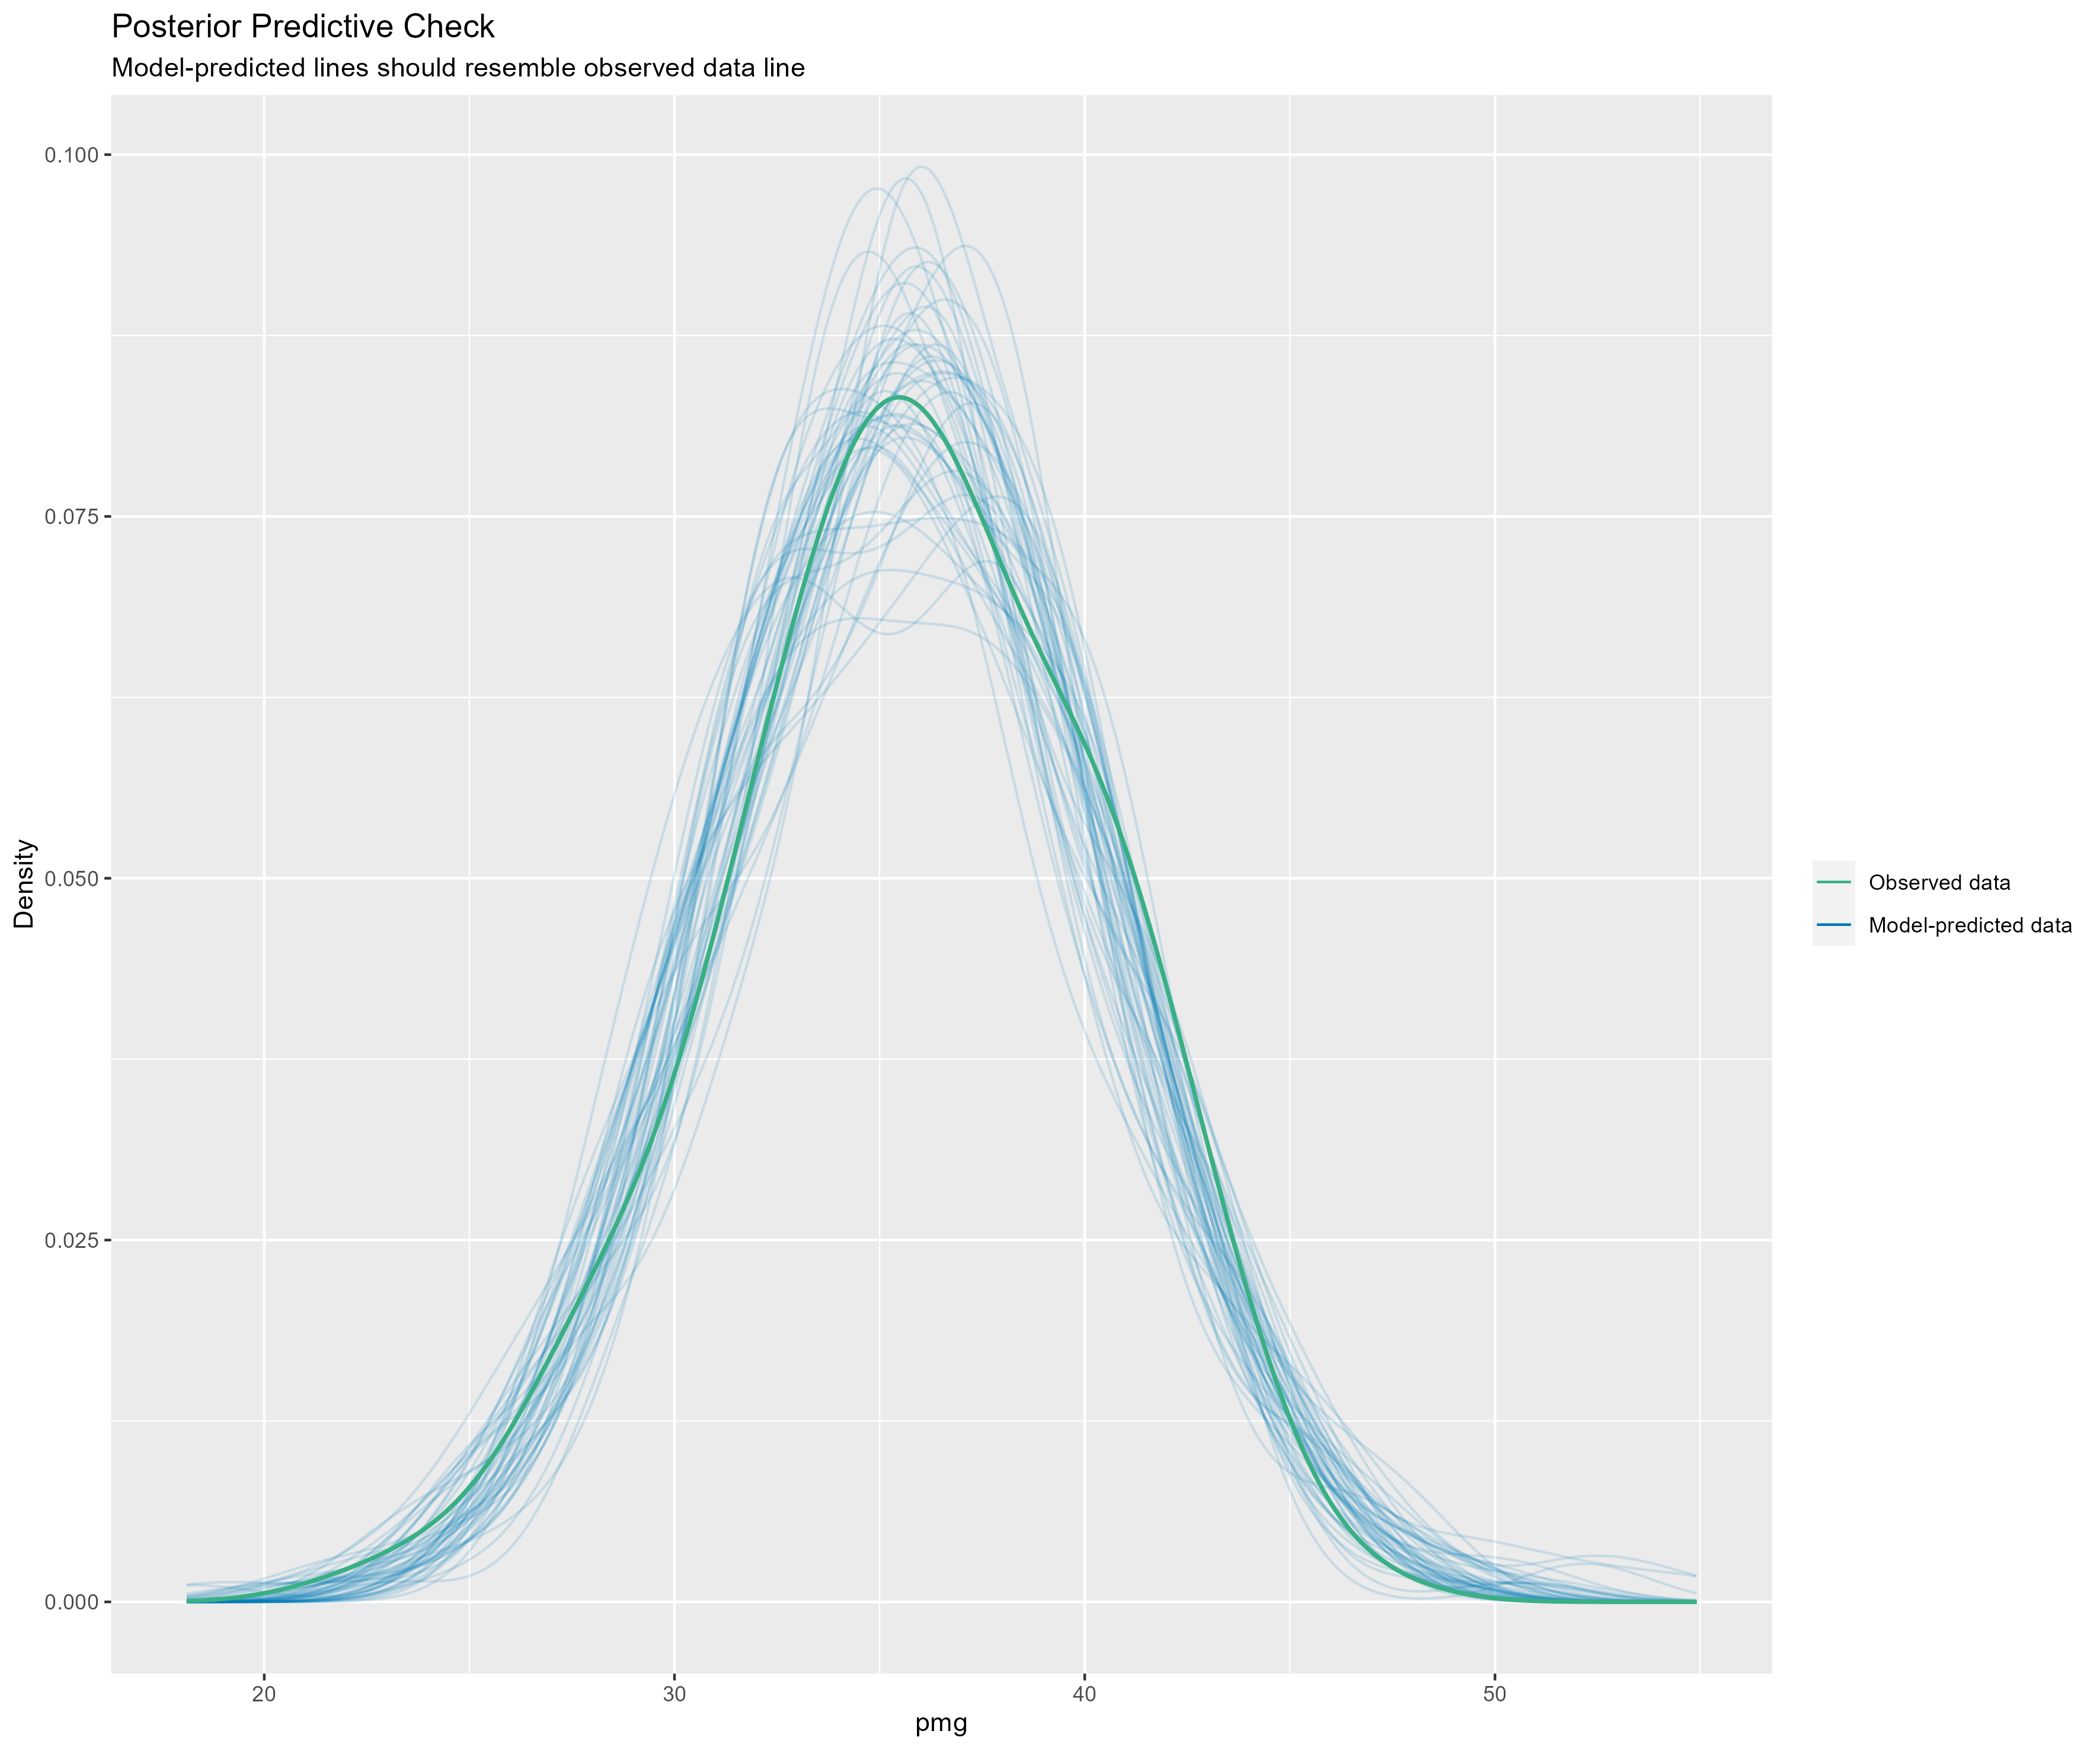 Posterior Predictive Check
Model-predicted lines should resemble observed data line
0.100
0.075
0.050
0.025
0.000
Density
20 30 40 50
pmg
Observed data
Model-predicted data